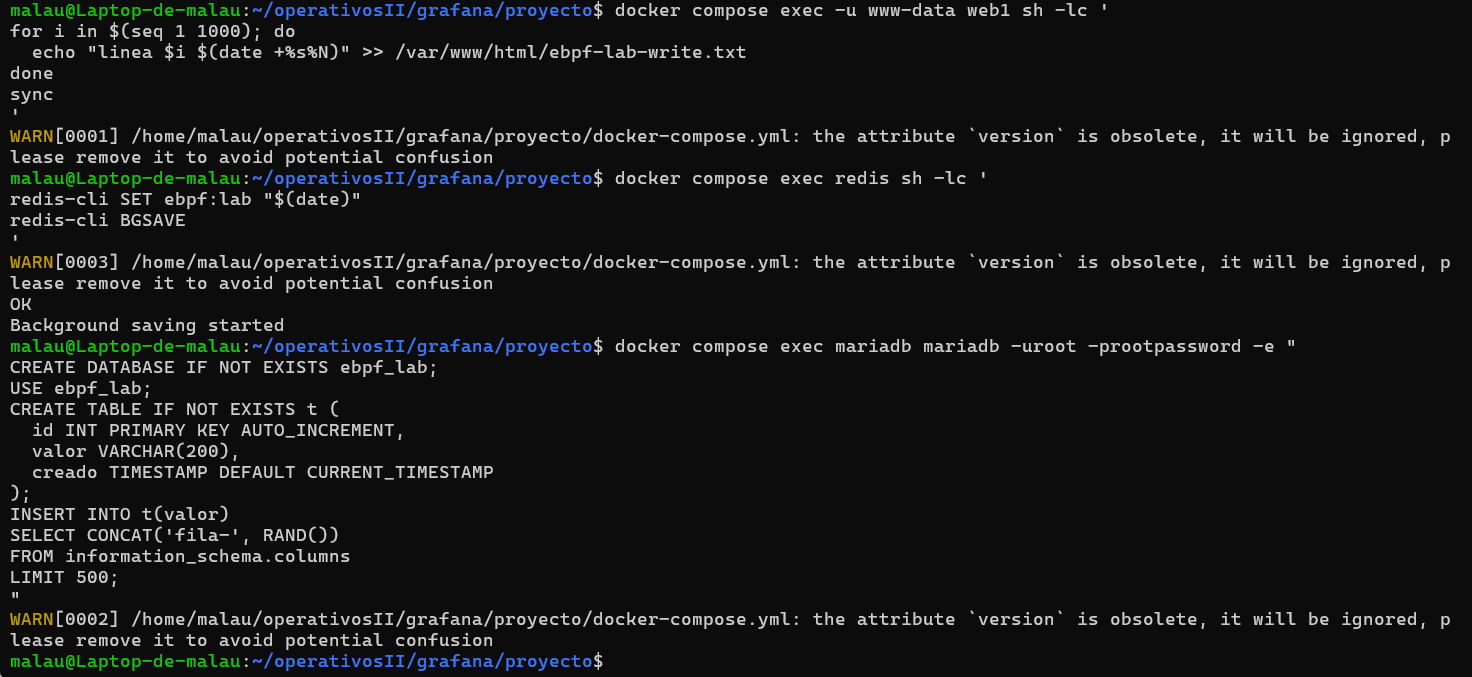 malau@Laptop-de-malau:~/operativosII/grafana/proyecto$ docker compose exec -u www-data web1 sh -lc '
for i in $(seq 1 1000); do
  echo "linea $i $(date +%s%N)" >> /var/www/html/ebpf-lab-write.txt
done
sync
'
WARN[0001] /home/malau/operativosII/grafana/proyecto/docker-compose.yml: the attribute `version` is obsolete, it will be ignored, p
lease remove it to avoid potential confusion
malau@Laptop-de-malau:~/operativosII/grafana/proyecto$ docker compose exec redis sh -lc '
redis-cli SET ebpf:lab "$(date)"
redis-cli BGSAVE
'
WARN[0003] /home/malau/operativosII/grafana/proyecto/docker-compose.yml: the attribute `version` is obsolete, it will be ignored, p
lease remove it to avoid potential confusion
OK
Background saving started
malau@Laptop-de-malau:~/operativosII/grafana/proyecto$ docker compose exec mariadb mariadb -uroot -prootpassword -e "
CREATE DATABASE IF NOT EXISTS ebpf_lab;
USE ebpf_lab;
CREATE TABLE IF NOT EXISTS t (
  id INT PRIMARY KEY AUTO_INCREMENT,
  valor VARCHAR(200),
  creado TIMESTAMP DEFAULT CURRENT_TIMESTAMP
);
INSERT INTO t(valor)
SELECT CONCAT('fila-', RAND())
FROM information_schema.columns
LIMIT 500;
"
WARN[0002] /home/malau/operativosII/grafana/proyecto/docker-compose.yml: the attribute `version` is obsolete, it will be ignored, p
lease remove it to avoid potential confusion
malau@Laptop-de-malau:~/operativosII/grafana/proyecto$